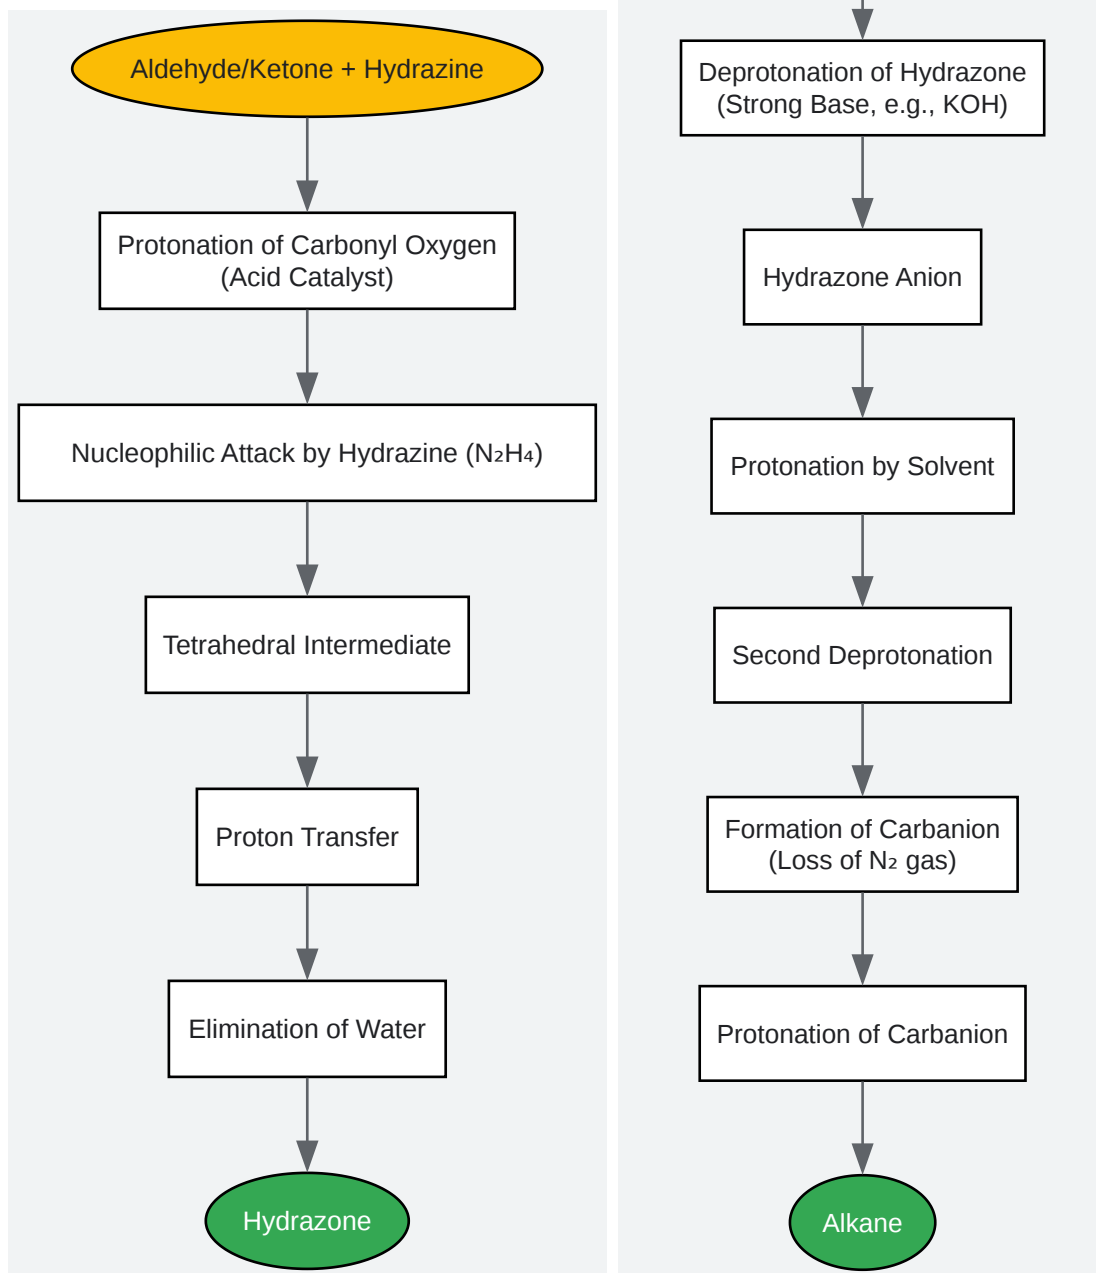 Aldehyde/Ketone + Hydrazine
Protonation of Carbonyl Oxygen
(Acid Catalyst)
Nucleophilic Attack by Hydrazine (N₂H₄)
Tetrahedral Intermediate
Proton Transfer
Elimination of Water
Hydrazone
Deprotonation of Hydrazone
(Strong Base, e.g., KOH)
Hydrazone Anion
Protonation by Solvent
Second Deprotonation
Formation of Carbanion
(Loss of N₂ gas)
Protonation of Carbanion
Alkane